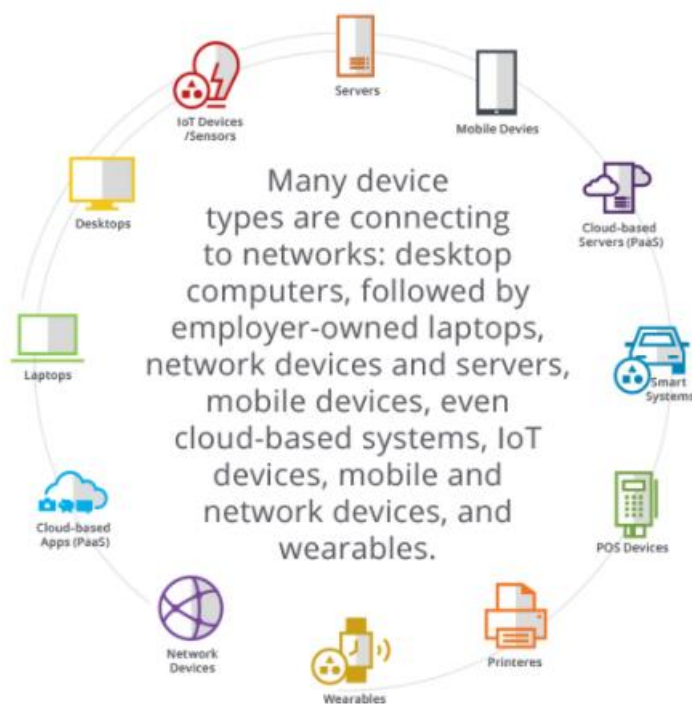 Servers
IoT Devices
/Sensors
Mobile Devies
Desktops
Cloud-based
Servers (PaaS)
Laptops
Smart
Systems
Cloud-based
Apps (PaaS)
POS Devices
Network
Devices
Printeres
Wearables
Many device
types are connecting
to networks: desktop
computers, followed by
employer-owned laptops,
network devices and servers,
mobile devices, even
cloud-based systems, IoT
devices, mobile and
network devices, and
wearables.